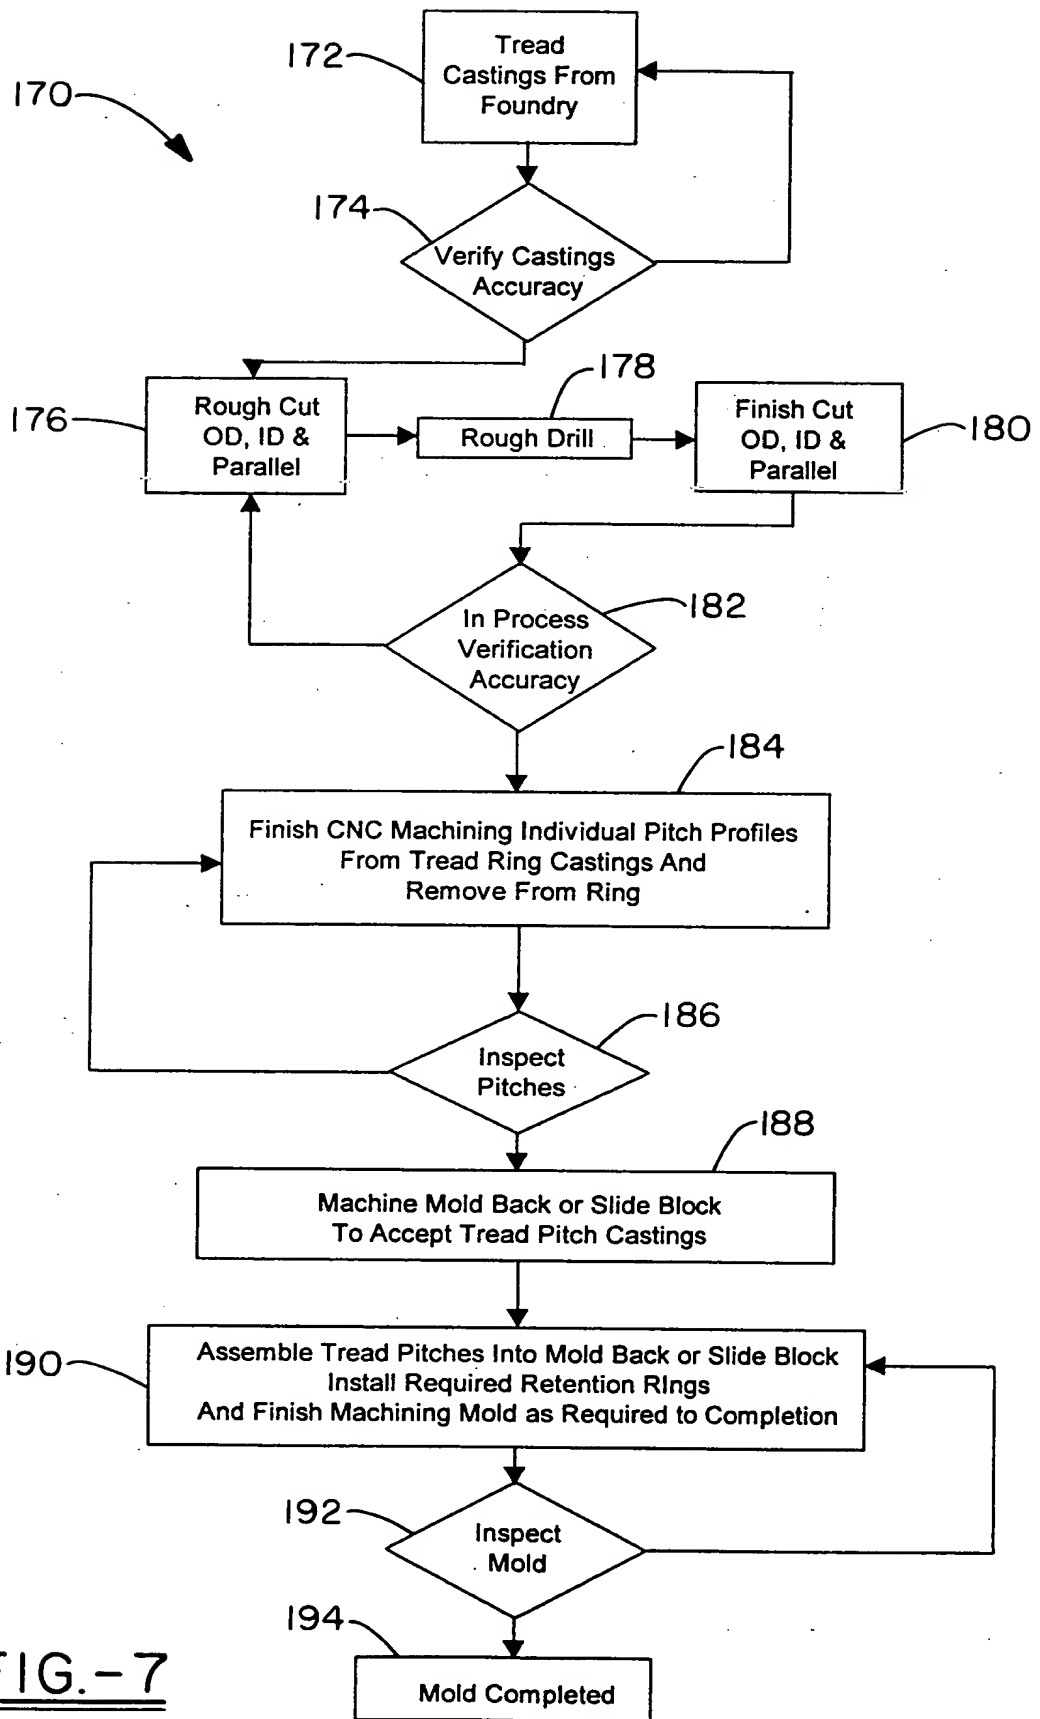 172
Tread
Castings From
Foundry
170
174
Verify Castings
Accuracy
176
Rough Cut
OD, ID &
Parallel
178
Rough Drill
Finish Cut
OD, ID &
Parallel
180
In Process
Verification
Accuracy
182
184
Finish CNC Machining Individual Pitch Profiles
From Tread Ring Castings And
Remove From Ring
186
Inspect
Pitches
188
Machine Mold Back or Slide Block
To Accept Tread Pitch Castings
190
Assemble Tread Pitches Into Mold Back or Slide Block
Install Required Retention RIngs
And Finish Machining Mold as Required to Completion
192
Inspect
Mold
194
Mold Completed
FIG.-7